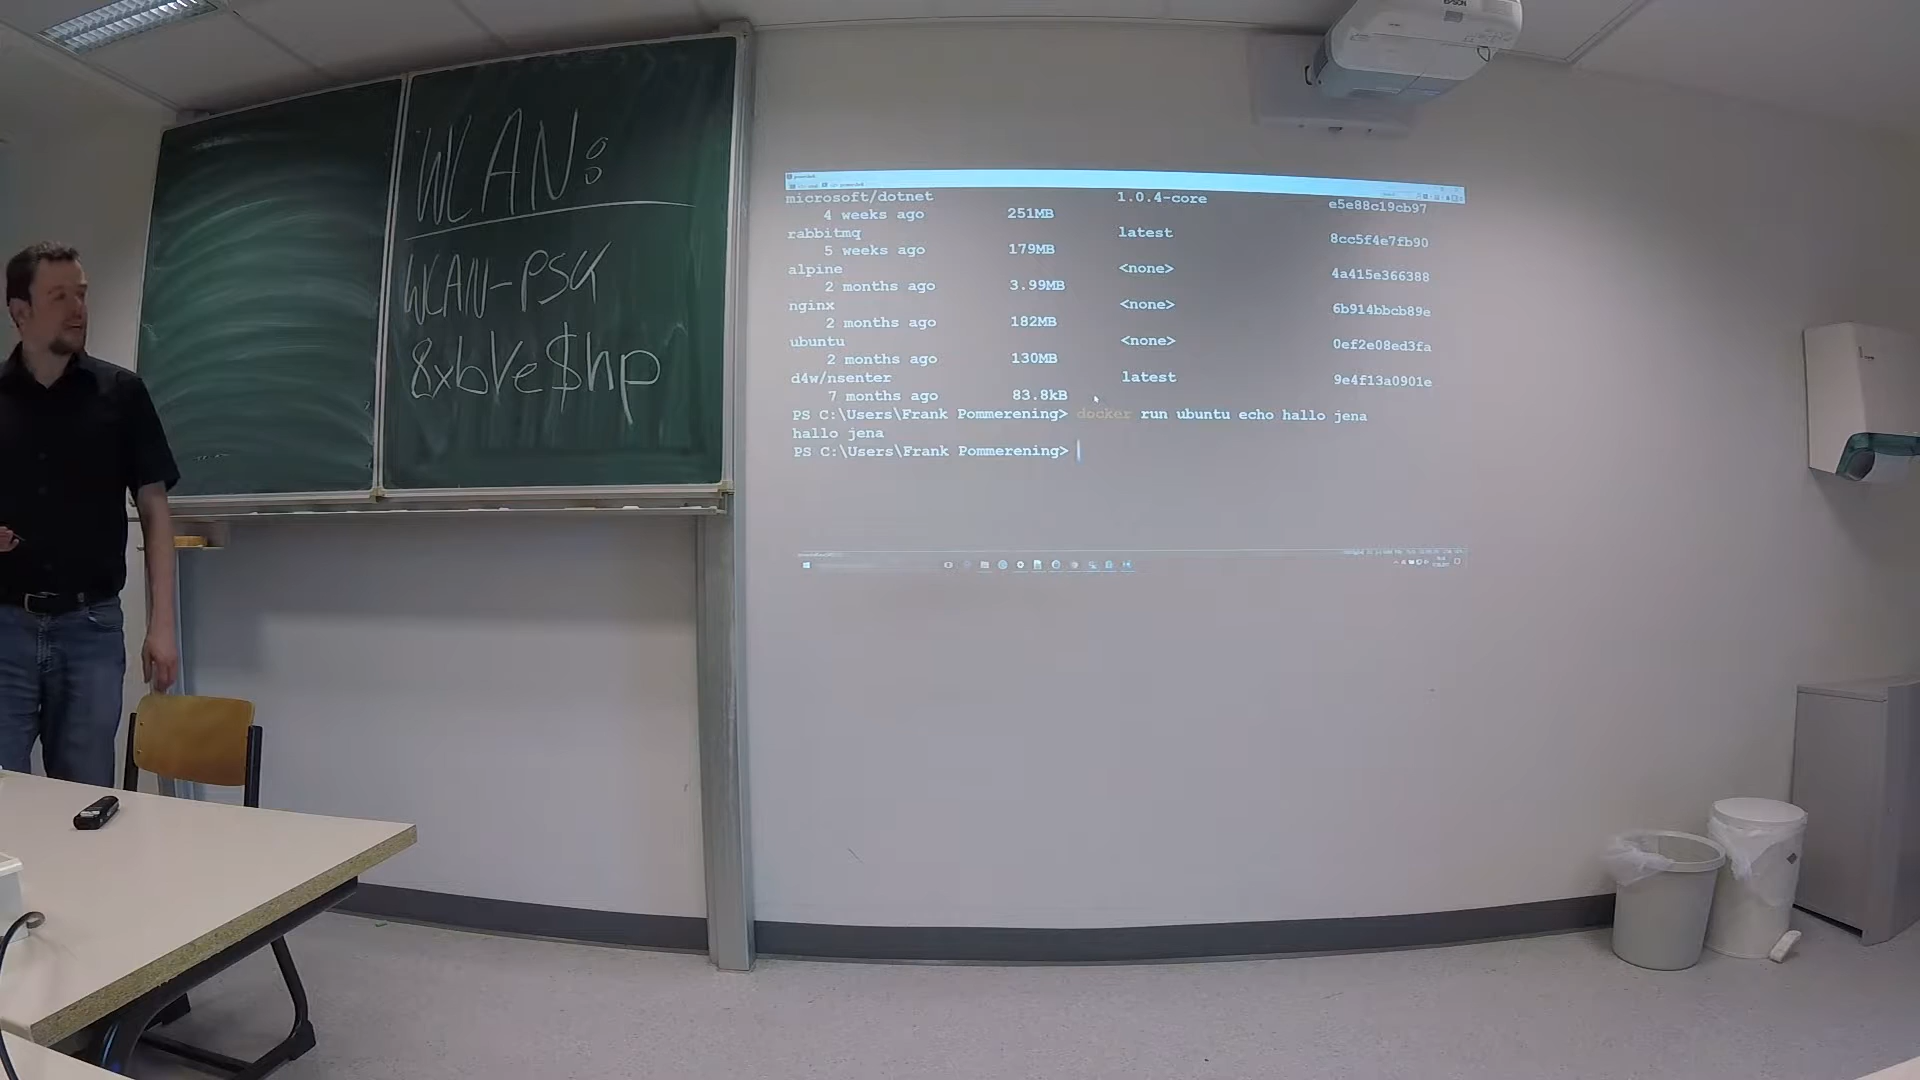 WLAN:
WLAN-PSK
8xbVe$hp
EPSON
microsoft/dotnet 1.0.4-core e5e88c19cb97
4 weeks ago 251MB
rabbitmq latest 8cc5f4e7fb90
5 weeks ago 179MB
alpine <none> 4a415e366388
2 months ago 3.99MB
nginx <none> 6b914bbcb89e
2 months ago 182MB
ubuntu <none> 0ef2e08ed3fa
2 months ago 130MB
d4w/nsenter latest 9e4f13a0901e
7 months ago 83.8kB
PS C:\Users\Frank Pommerening> docker run ubuntu echo hallo jena
hallo jena
PS C:\Users\Frank Pommerening>